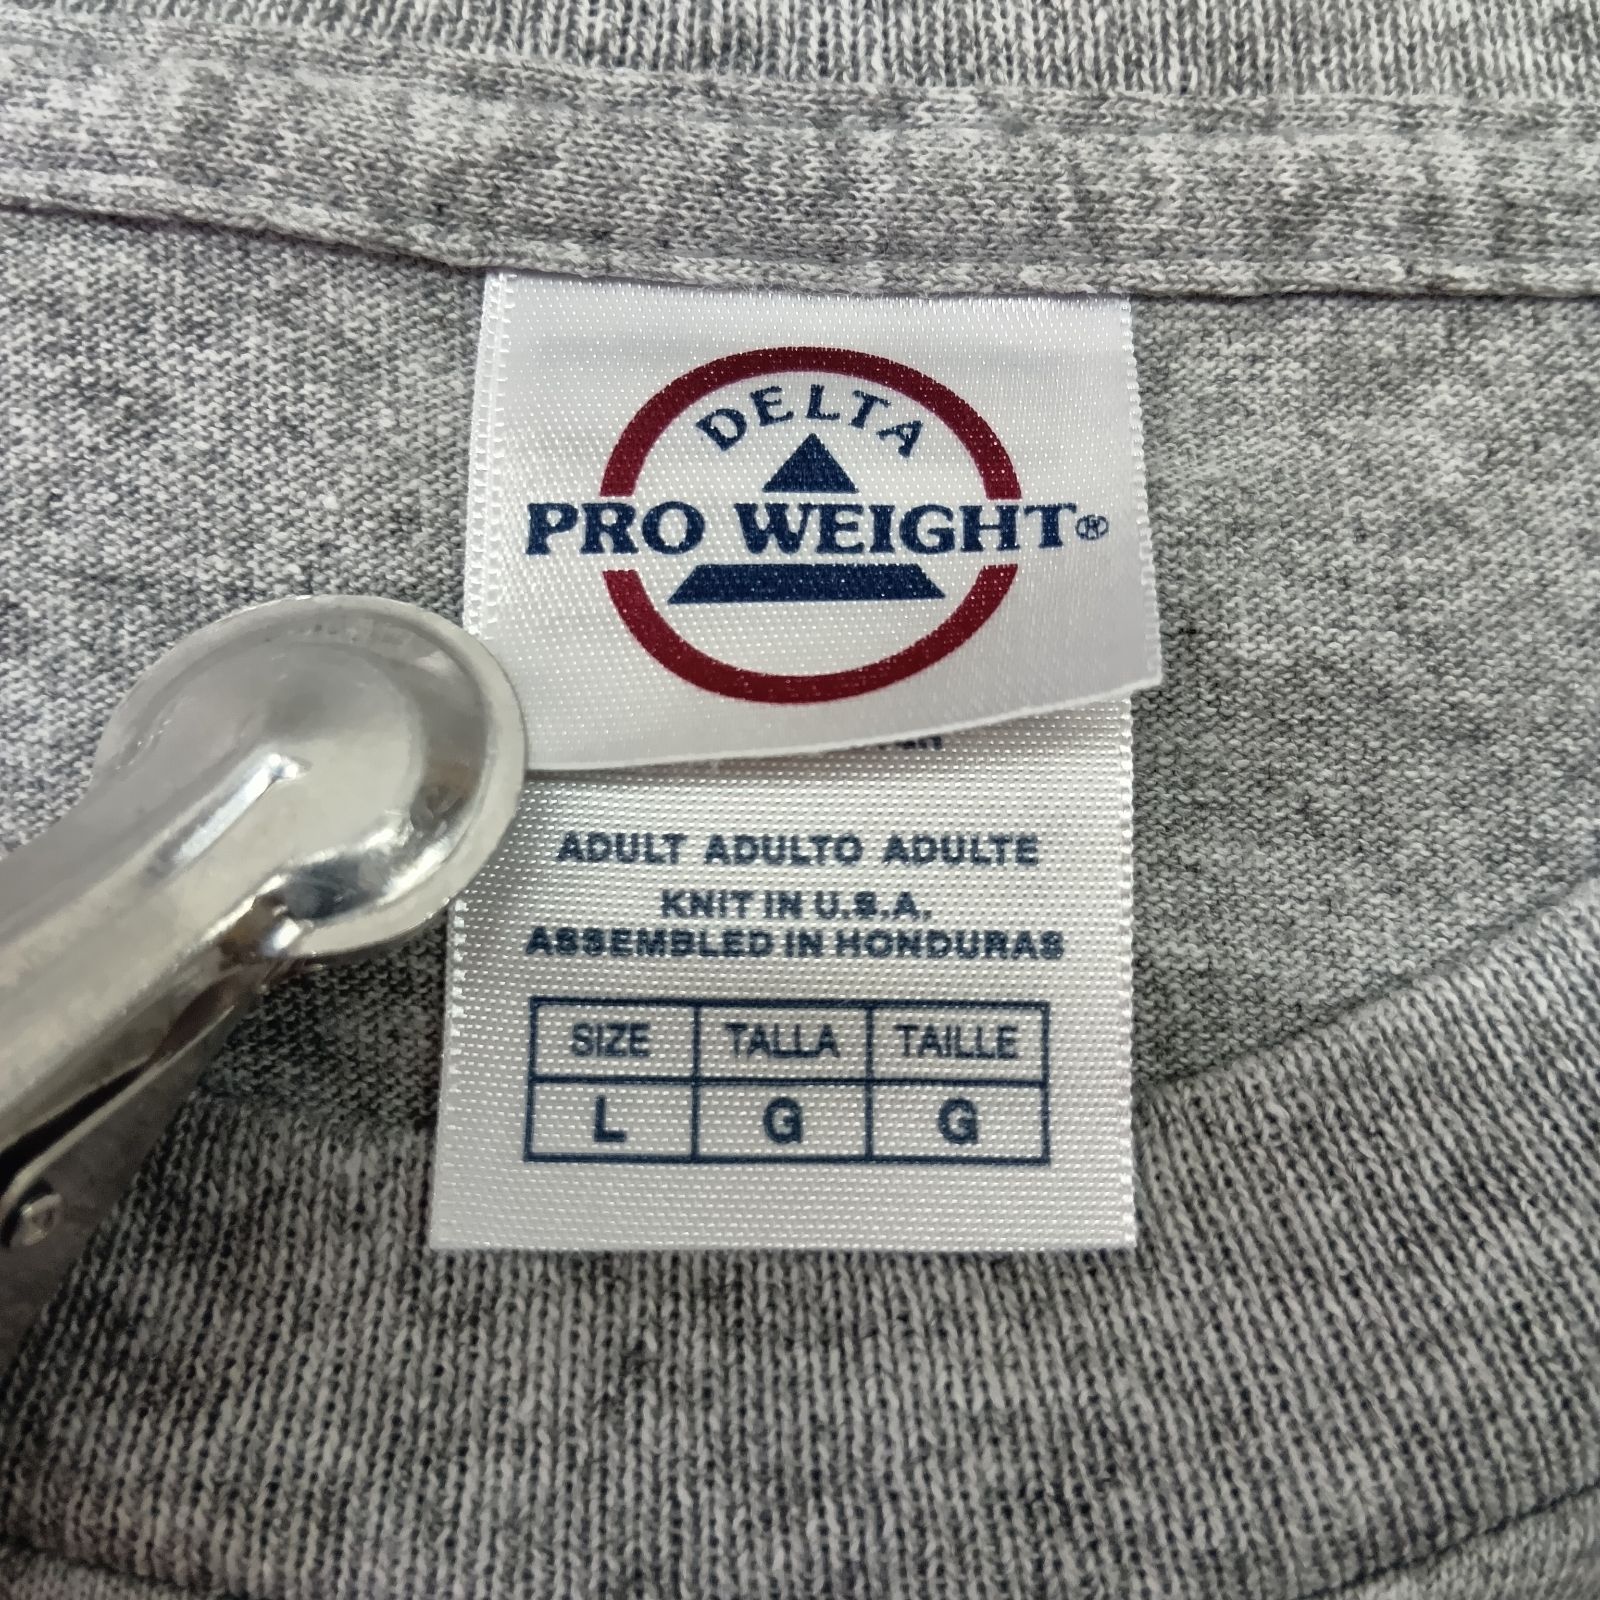 DELTA
PRO WEIGHT®
ADULT ADULTO ADULTE
KNIT IN U.S.A.
ASSEMBLED IN HONDURAS
SIZE TALLA TAILLE
L G G